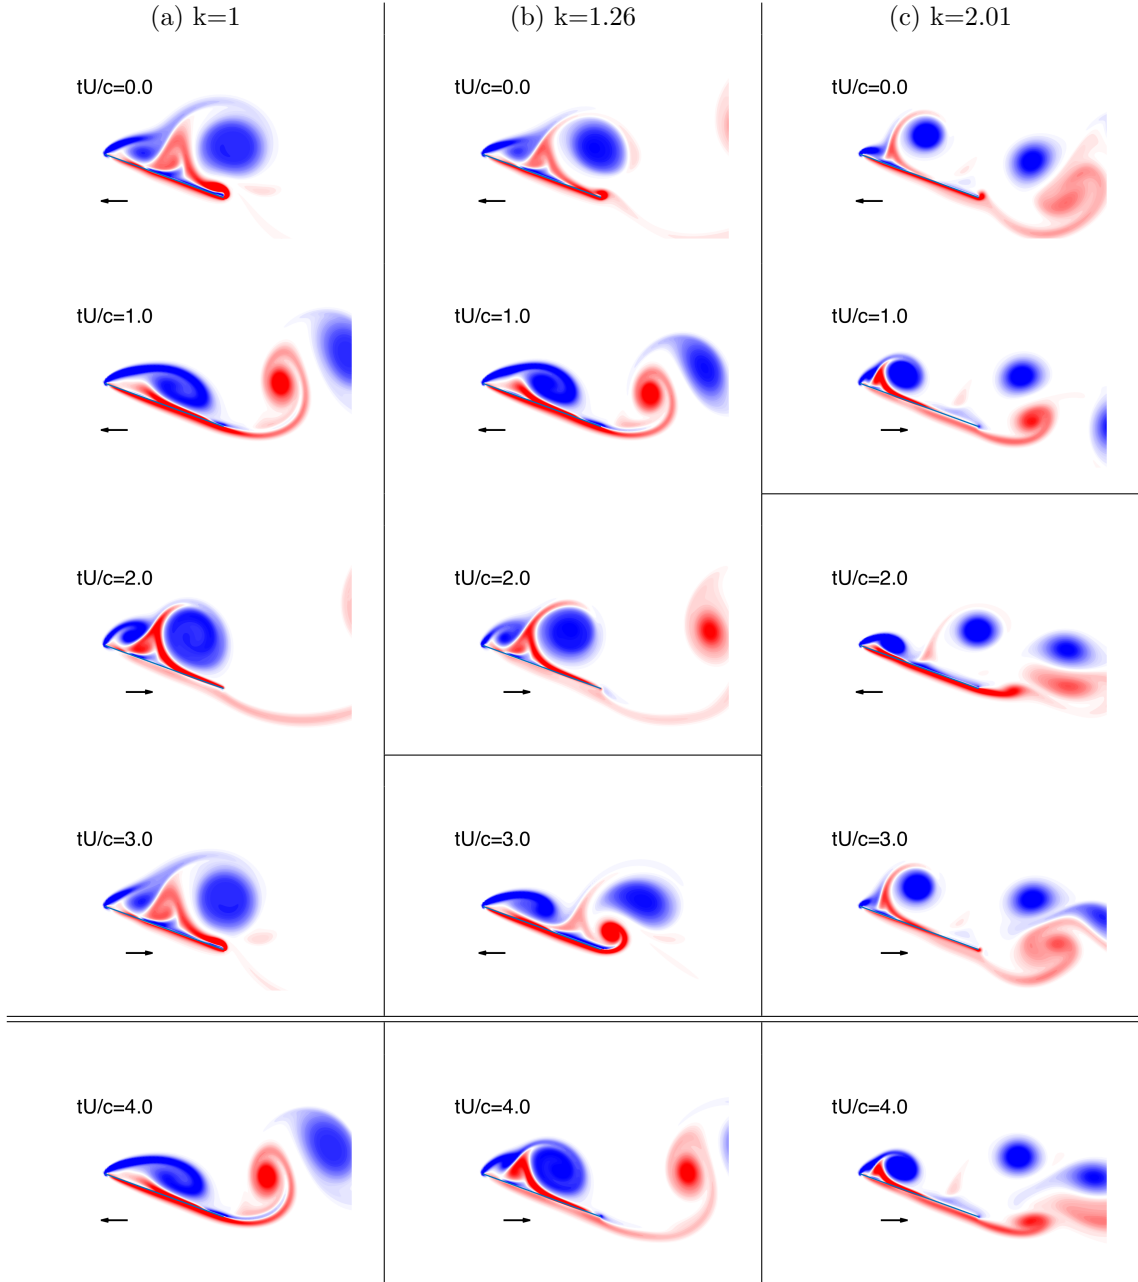 (a) k=1 (b) k=1.26 (c) k=2.01
tU/c=0.0 tU/c=0.0 tU/c=0.0
tU/c=1.0 tU/c=1.0 tU/c=1.0
tU/c=2.0 tU/c=2.0 tU/c=2.0
tU/c=3.0 tU/c=3.0 tU/c=3.0
tU/c=4.0 tU/c=4.0 tU/c=4.0